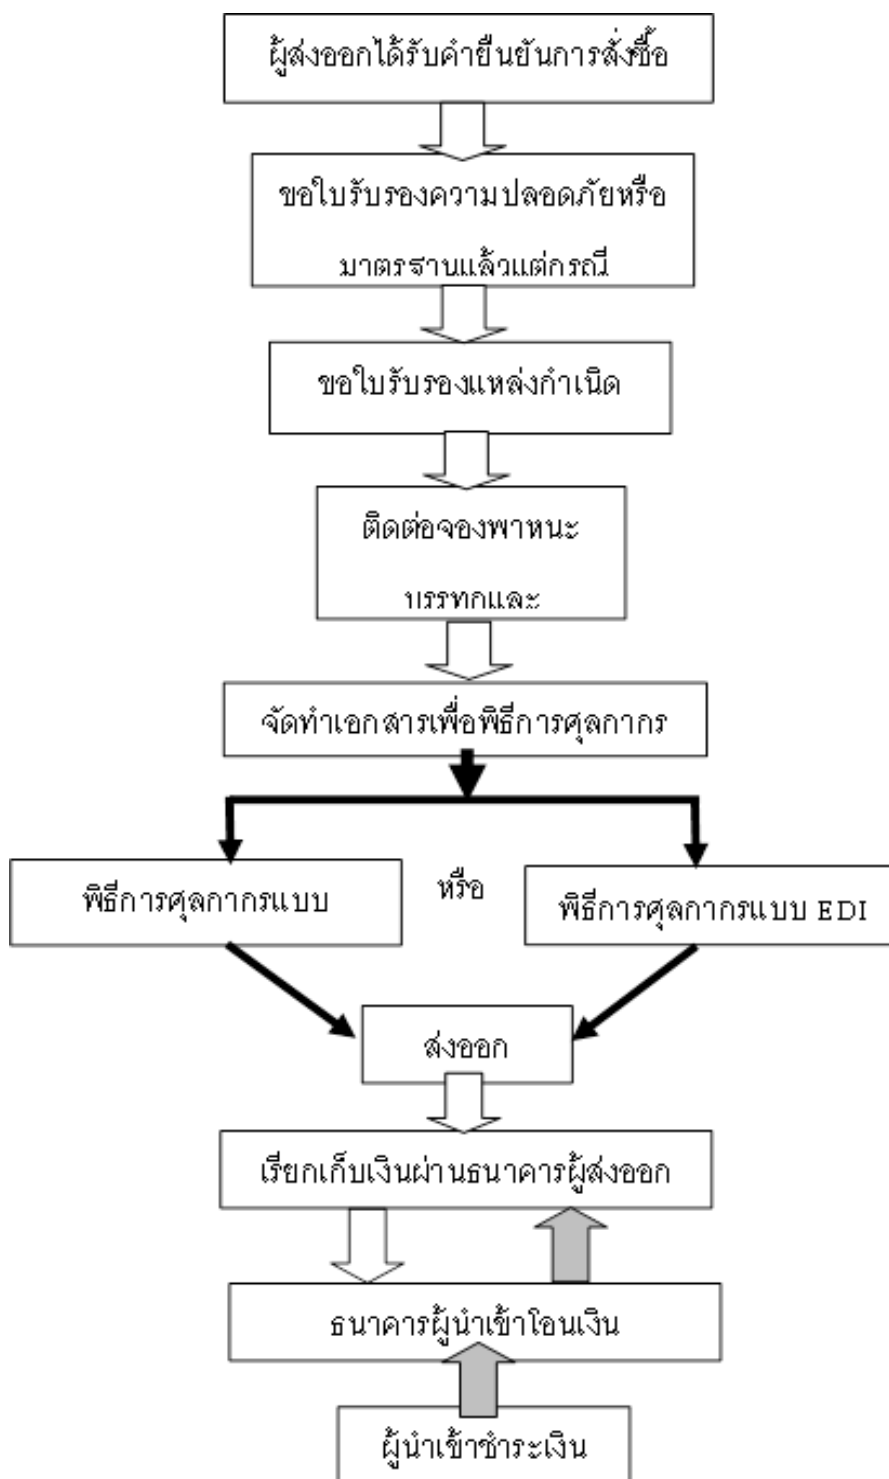 ผู้ส่งออกได้รับคำยืนยันการสั่งซื้อ
ขอใบรับรองความปลอดภัยหรือ
มาตรฐานแล้วแต่กรณี
ขอใบรับรองแหล่งกำเนิด
ติดต่อจองพาหนะ
บรรทุกและ
จัดทำเอกสารเพื่อพิธีการศุลกากร
พิธีการศุลกากรแบบ
หรือ
พิธีการศุลกากรแบบ EDI
ส่งออก
เรียกเก็บเงินผ่านธนาคารผู้ส่งออก
ธนาคารผู้นำเข้าโอนเงิน
ผู้นำเข้าชำระเงิน